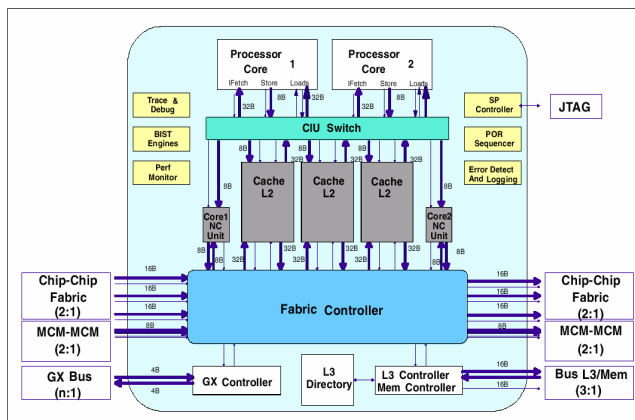 Processor
Core 1
IFetch Store Loads
Processor
Core 2
IFetch Store Loads
32B 8B 32B
32B 8B 32B
Trace &
Debug
BIST
Engines
Perf
Monitor
SP
Controller
JTAG
POR
Sequencer
Error Detect
And Logging
CIU Switch
8B 8B 8B 8B
32B 32B 32B
8B 8B
Cache
L2
Cache
L2
Cache
L2
Core1
NC
Unit
Core2
NC
Unit
8B 32B 32B 32B 8B
Fabric Controller
Chip-Chip
Fabric
(2:1)
16B
16B
16B
8B
MCM-MCM
(2:1)
GX Bus
(n:1)
4B
4B
GX Controller
L3
Directory
L3 Controller
Mem Controller
Chip-Chip
Fabric
(2:1)
16B
16B
16B
8B
MCM-MCM
(2:1)
Bus L3/Mem
(3:1)
16B
16B